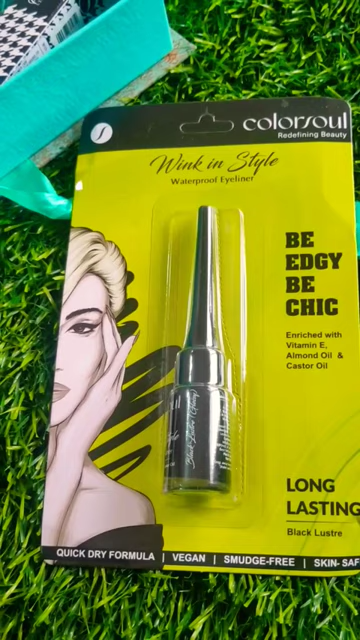 colorsoul
Redefining Beauty
Wink in Style
Waterproof Eyeliner
BE
EDGY
BE
CHIC
Enriched with
Vitamin E,
Almond Oil &
Castor Oil
LONG
LASTING
Black Lustre
QUICK DRY FORMULA | VEGAN | SMUDGE-FREE | SKIN-SAF